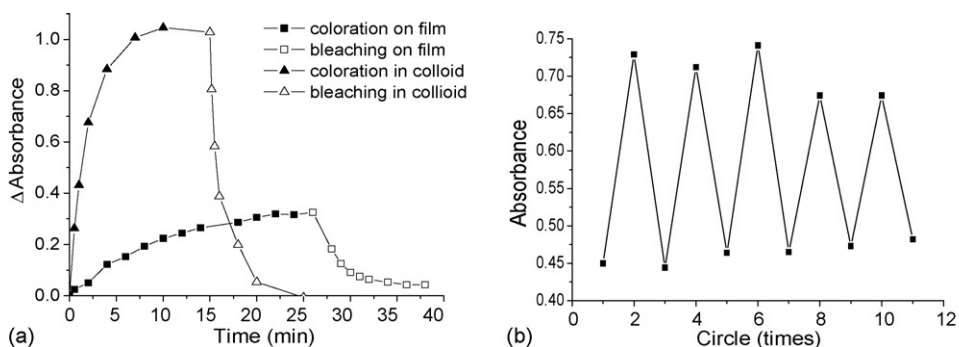 coloration on film
bleaching on film
coloration in colloid
bleaching in collioid
1.0
0.8
0.6
0.4
0.2
0.0
ΔAbsorbance
0 5 10 15 20 25 30 35 40
Time (min)
(a)
0.75
0.70
0.65
0.60
0.55
0.50
0.45
0.40
Absorbance
0 2 4 6 8 10 12
Circle (times)
(b)